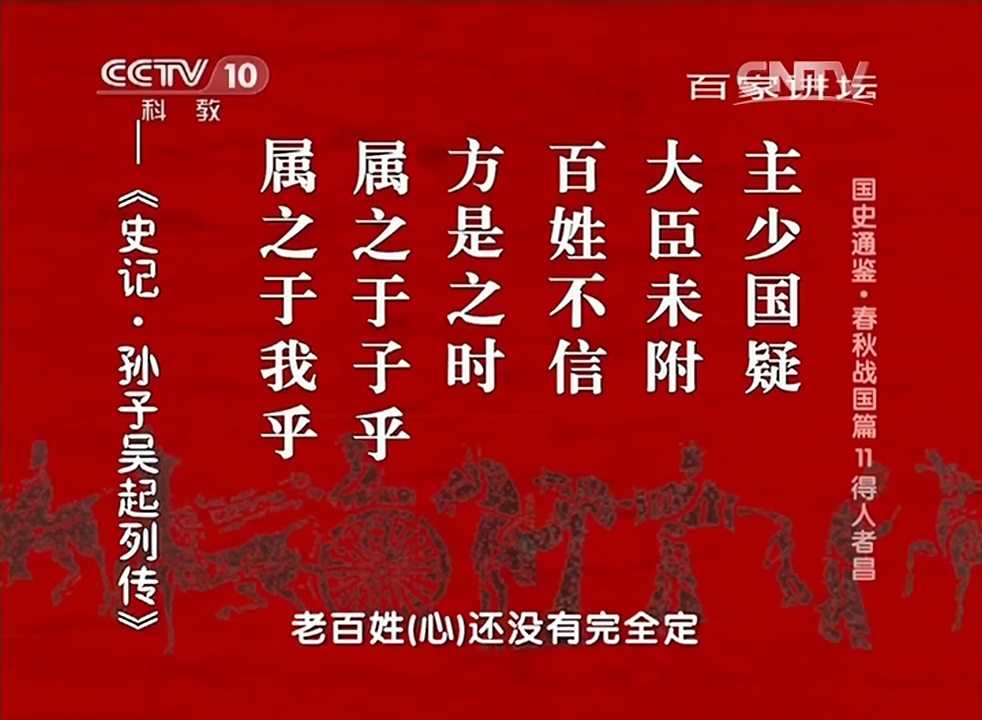 CCTV 10
科教
百家讲坛
CNTV
国史通鉴·春秋战国篇 11 得人者昌
主少国疑
大臣未附
百姓不信
方是之时
属之于子乎
属之于我乎
——《史记·孙子吴起列传》
老百姓(心)还没有完全定